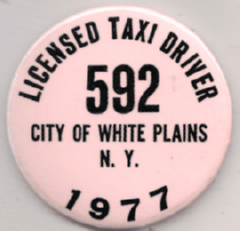 LICENSED TAXI DRIVER
592
CITY OF WHITE PLAINS
N. Y.
1977